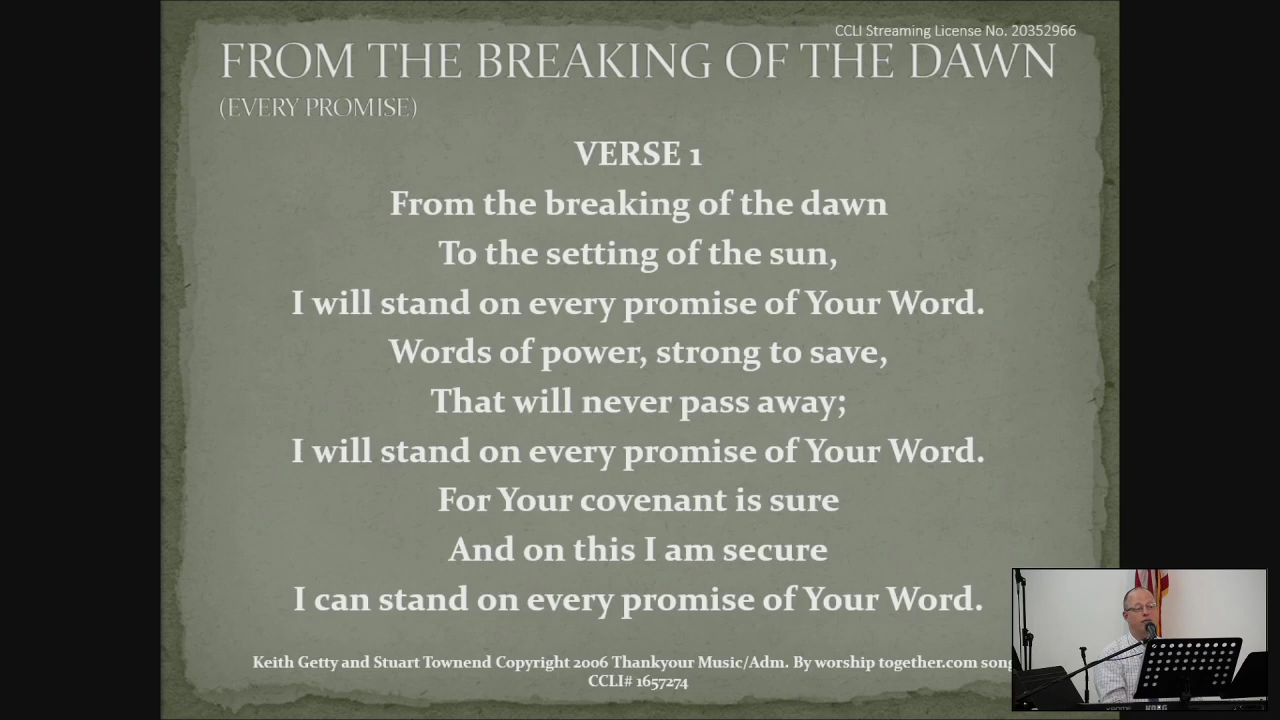 CCLI Streaming License No. 20352966
FROM THE BREAKING OF THE DAWN
(EVERY PROMISE)
VERSE 1
From the breaking of the dawn
To the setting of the sun,
I will stand on every promise of Your Word.
Words of power, strong to save,
That will never pass away;
I will stand on every promise of Your Word.
For Your covenant is sure
And on this I am secure
I can stand on every promise of Your Word.
Keith Getty and Stuart Townend Copyright 2006 Thankyour Music/Adm. By worship together.com song
CCLI# 1657274
KORG